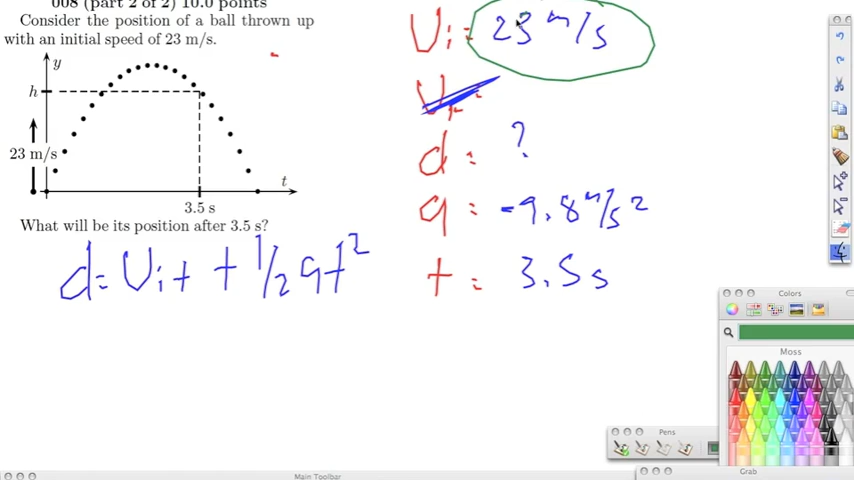 008 (part 2 of 2) 10.0 points
Consider the position of a ball thrown up
with an initial speed of 23 m/s.
y
h
23 m/s
t
3.5 s
What will be its position after 3.5 s?
d= Vit + 1/2 at²
Vi= 23 m/s
Vf=
d= ?
a= -9.8 m/s²
t= 3.5 s
Colors
Moss
Pens
Grab
Main Toolbar